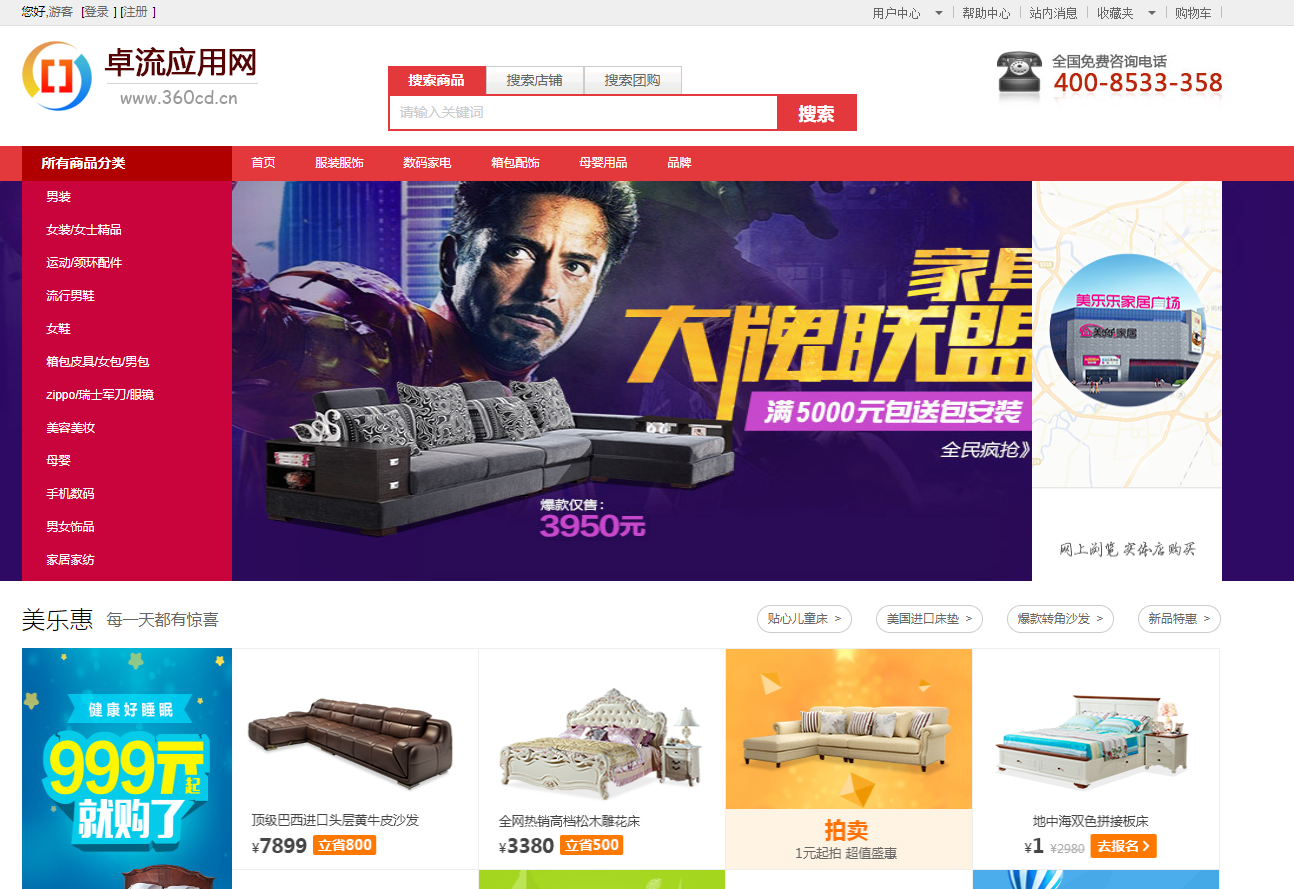 您好,游客 [登录 ] [注册 ]
用户中心 帮助中心 站内消息 收藏夹 购物车
卓流应用网
www.360cd.cn
搜索商品 搜索店铺 搜索团购
请输入关键词 搜索
全国免费咨询电话
400-8533-358
所有商品分类 首页 服装服饰 数码家电 箱包配饰 母婴用品 品牌
男装
女装/女士精品
运动/颈环配件
流行男鞋
女鞋
箱包皮具/女包/男包
zippo/瑞士军刀/眼镜
美容美妆
母婴
手机数码
男女饰品
家居家纺
家具
大牌联盟
满5000元包送包安装
全民疯抢》
爆款仅售：
3950元
美乐乐家居广场
美乐乐家居
网上浏览 实体店购买
美乐惠 每一天都有惊喜
贴心儿童床 > 美国进口床垫 > 爆款转角沙发 > 新品特惠 >
健康好睡眠
999元起
就购了
顶级巴西进口头层黄牛皮沙发
¥7899 立省800
全网热销高档松木雕花床
¥3380 立省500
拍卖
1元起拍 超值盛惠
地中海双色拼接板床
¥1 ¥2980 去报名